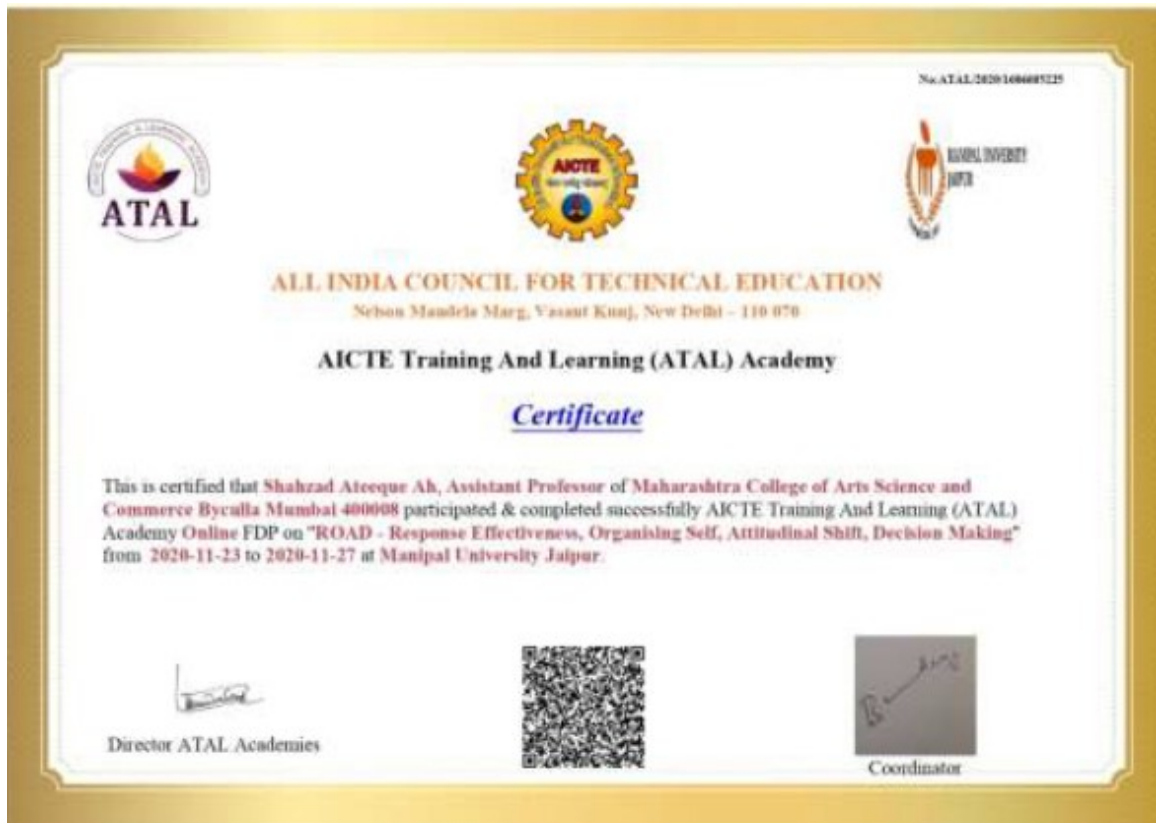 No:ATAL/2020/1606605225
ATAL
AICTE
MANIPAL UNIVERSITY
JAIPUR
ALL INDIA COUNCIL FOR TECHNICAL EDUCATION
Nelson Mandela Marg, Vasant Kunj, New Delhi – 110 070
AICTE Training And Learning (ATAL) Academy
Certificate
This is certified that Shahzad Ateeque Ah, Assistant Professor of Maharashtra College of Arts Science and
Commerce Byculla Mumbai 400008 participated & completed successfully AICTE Training And Learning (ATAL)
Academy Online FDP on "ROAD - Response Effectiveness, Organising Self, Attitudinal Shift, Decision Making"
from 2020-11-23 to 2020-11-27 at Manipal University Jaipur.
Director ATAL Academies
Coordinator